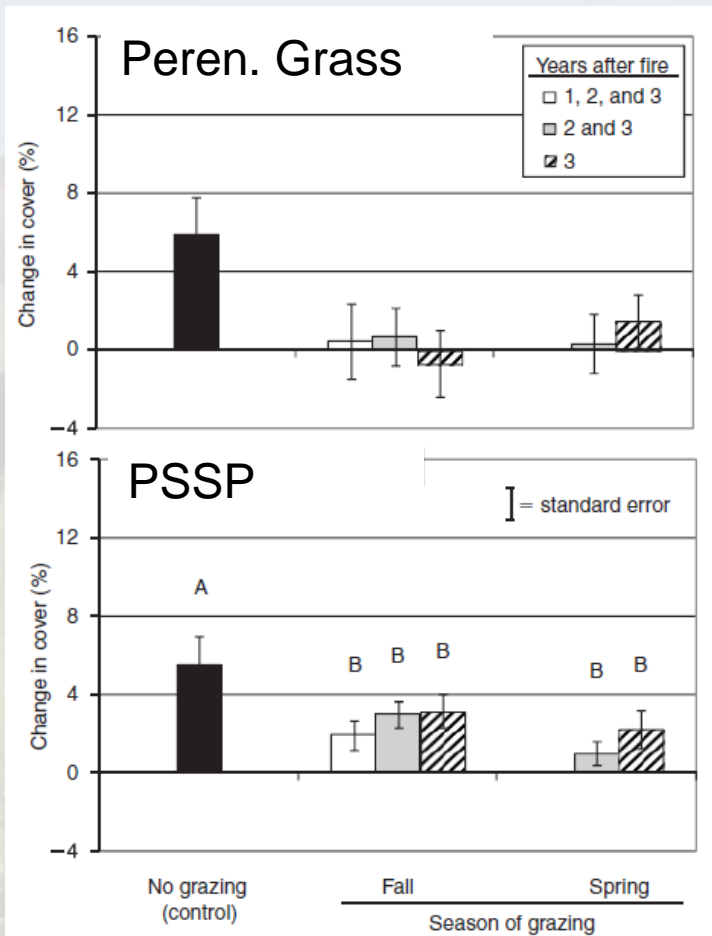 Peren. Grass
Years after fire
1, 2, and 3
2 and 3
3
Change in cover (%)
16
12
8
4
0
−4
PSSP
= standard error
Change in cover (%)
16
12
8
4
0
−4
A
B B B
B B
No grazing
(control)
Fall
Spring
Season of grazing